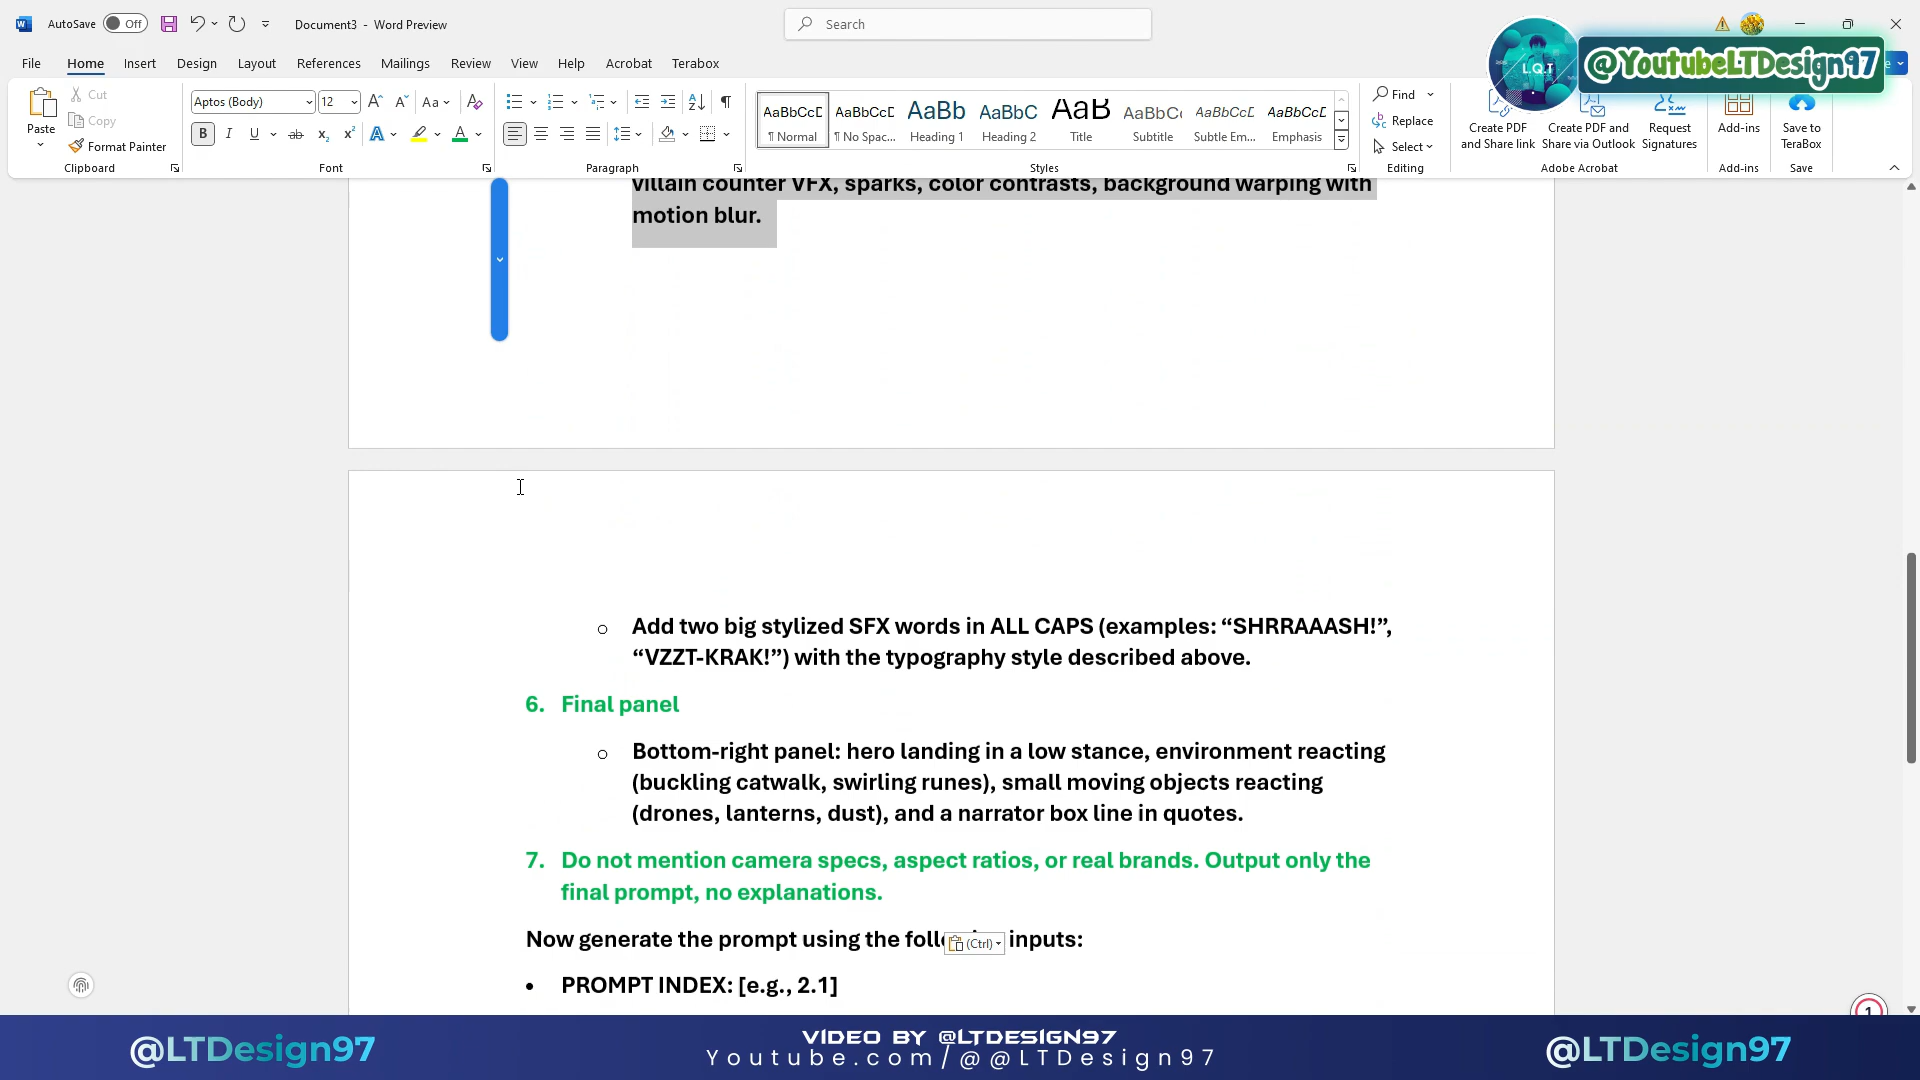 AutoSave Off Document3 - Word Preview Search
@YoutubeLTDesign97
L.Q.T
File Home Insert Design Layout References Mailings Review View Help Acrobat Terabox
Paste Cut Copy Format Painter
Clipboard
Aptos (Body) 12
Font
Paragraph
AaBbCcD AaBbCcD AaBb AaBbC AaB AaBbC AaBbCcD AaBbCcD
¶ Normal ¶ No Spac... Heading 1 Heading 2 Title Subtitle Subtle Em... Emphasis
Styles
Find Replace Select
Editing
Create PDF and Share link
Create PDF and Share via Outlook
Request Signatures
Adobe Acrobat
Add-ins
Add-ins
Save to TeraBox
Save
villain counter VFX, sparks, color contrasts, background warping with
motion blur.
o Add two big stylized SFX words in ALL CAPS (examples: “SHRRAAASH!”,
“VZZT-KRAK!”) with the typography style described above.
6. Final panel
o Bottom-right panel: hero landing in a low stance, environment reacting
(buckling catwalk, swirling runes), small moving objects reacting
(drones, lanterns, dust), and a narrator box line in quotes.
7. Do not mention camera specs, aspect ratios, or real brands. Output only the
final prompt, no explanations.
Now generate the prompt using the foll (Ctrl) inputs:
• PROMPT INDEX: [e.g., 2.1]
@LTDesign97
VIDEO BY @LTDESIGN97
Youtube.com/@@LTDesign97
@LTDesign97